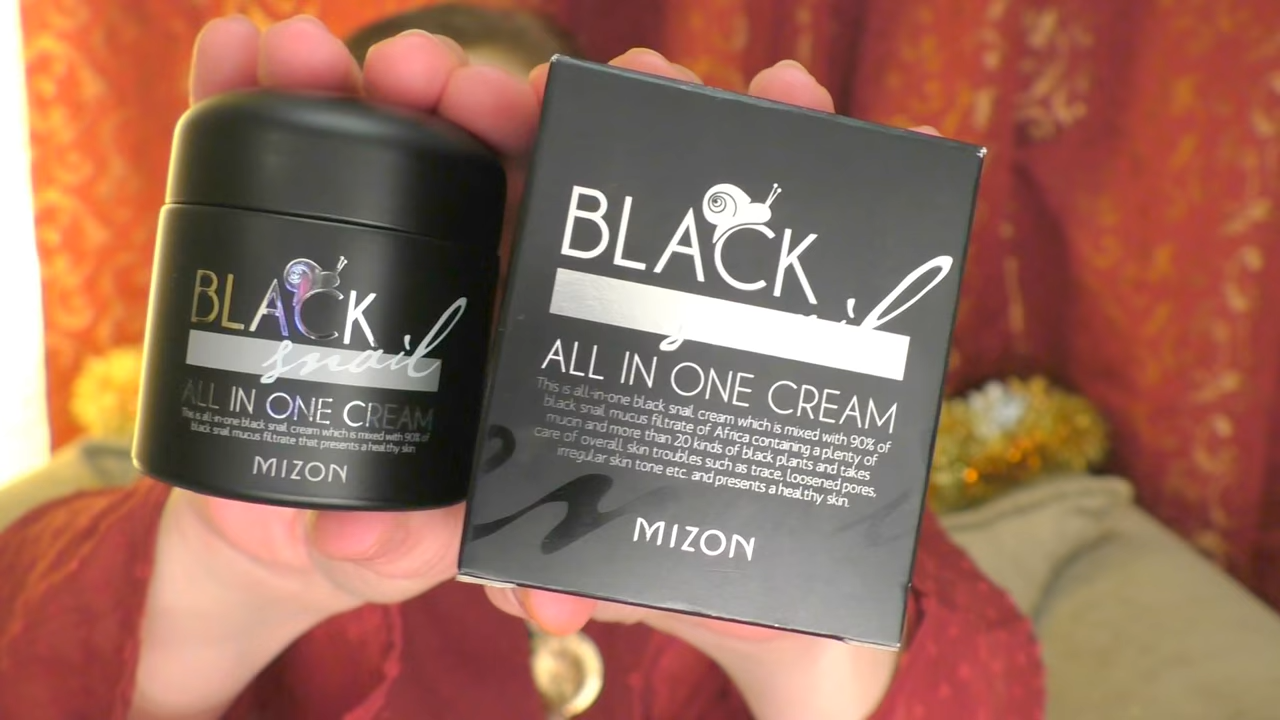 BLACK
snail
ALL IN ONE CREAM
This is all-in-one black snail cream which is mixed with 90% of
black snail mucus filtrate that presents a healthy skin
MIZON
BLACK
snail
ALL IN ONE CREAM
This is all-in-one black snail cream which is mixed with 90% of
black snail mucus filtrate of Africa containing a plenty of
mucin and more than 20 kinds of black plants and takes
care of overall skin troubles such as trace, loosened pores,
irregular skin tone etc. and presents a healthy skin.
MIZON